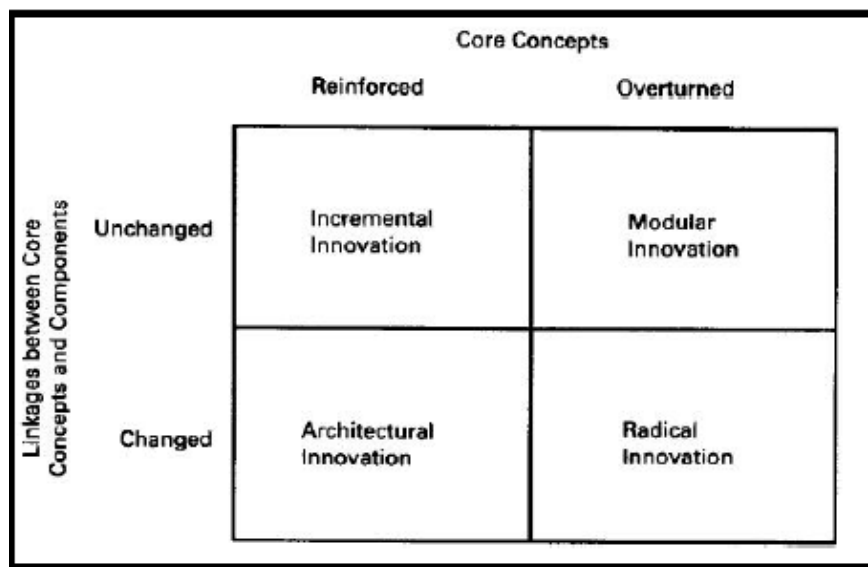 Core Concepts
Reinforced
Overturned
Linkages between Core
Concepts and Components
Unchanged
Incremental
Innovation
Modular
Innovation
Changed
Architectural
Innovation
Radical
Innovation